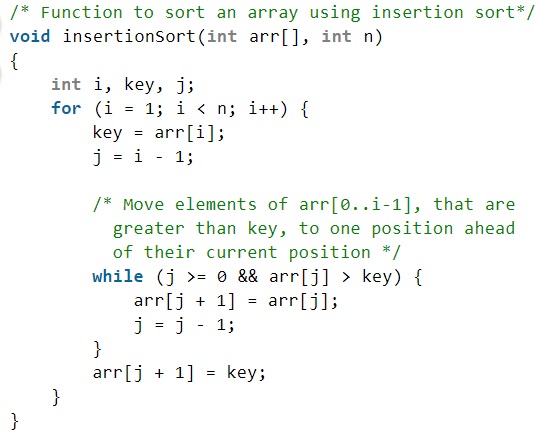 /* Function to sort an array using insertion sort*/
void insertionSort(int arr[], int n)
{
    int i, key, j;
    for (i = 1; i < n; i++) {
        key = arr[i];
        j = i - 1;

        /* Move elements of arr[0..i-1], that are
          greater than key, to one position ahead
          of their current position */
        while (j >= 0 && arr[j] > key) {
            arr[j + 1] = arr[j];
            j = j - 1;
        }
        arr[j + 1] = key;
    }
}